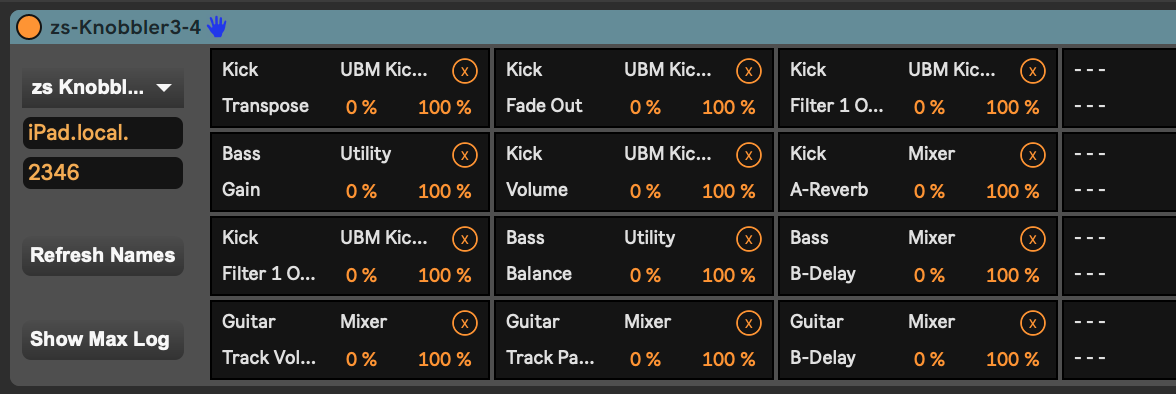 zs-Knobbler3-4
zs Knobbl...
iPad.local.
2346
Refresh Names
Show Max Log
Kick UBM Kic... x
Transpose 0 % 100 %
Kick UBM Kic... x
Fade Out 0 % 100 %
Kick UBM Kic... x
Filter 1 O... 0 % 100 %
- - -
- - -
Bass Utility x
Gain 0 % 100 %
Kick UBM Kic... x
Volume 0 % 100 %
Kick Mixer x
A-Reverb 0 % 100 %
- - -
- - -
Kick UBM Kic... x
Filter 1 O... 0 % 100 %
Bass Utility x
Balance 0 % 100 %
Bass Mixer x
B-Delay 0 % 100 %
- - -
- - -
Guitar Mixer x
Track Vol... 0 % 100 %
Guitar Mixer x
Track Pa... 0 % 100 %
Guitar Mixer x
B-Delay 0 % 100 %
- - -
- - -